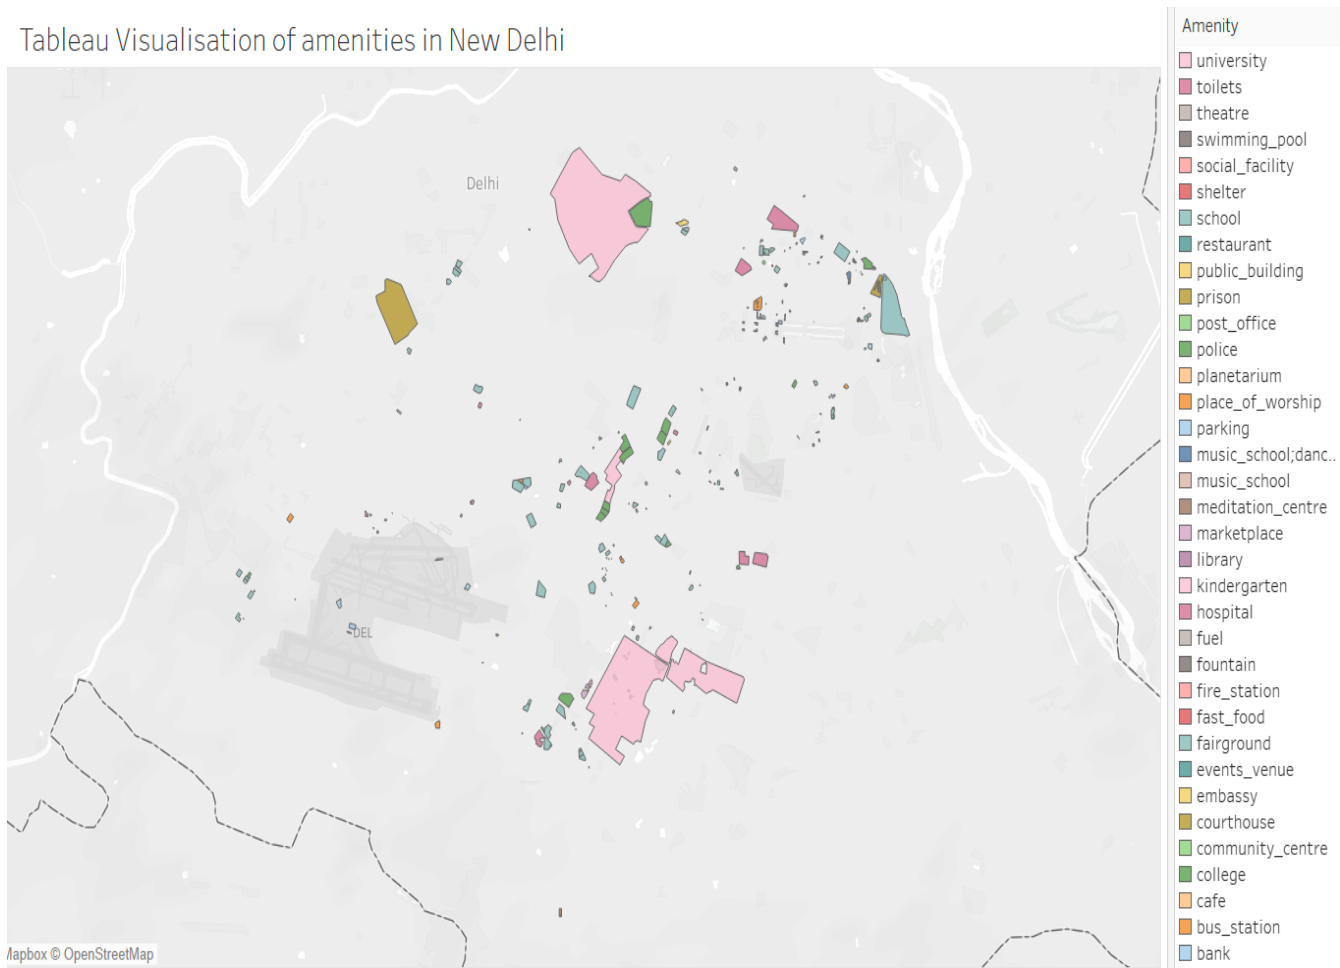 Tableau Visualisation of amenities in New Delhi
Delhi
DEL
Mapbox © OpenStreetMap
Amenity
university
toilets
theatre
swimming_pool
social_facility
shelter
school
restaurant
public_building
prison
post_office
police
planetarium
place_of_worship
parking
music_school;danc..
music_school
meditation_centre
marketplace
library
kindergarten
hospital
fuel
fountain
fire_station
fast_food
fairground
events_venue
embassy
courthouse
community_centre
college
cafe
bus_station
bank